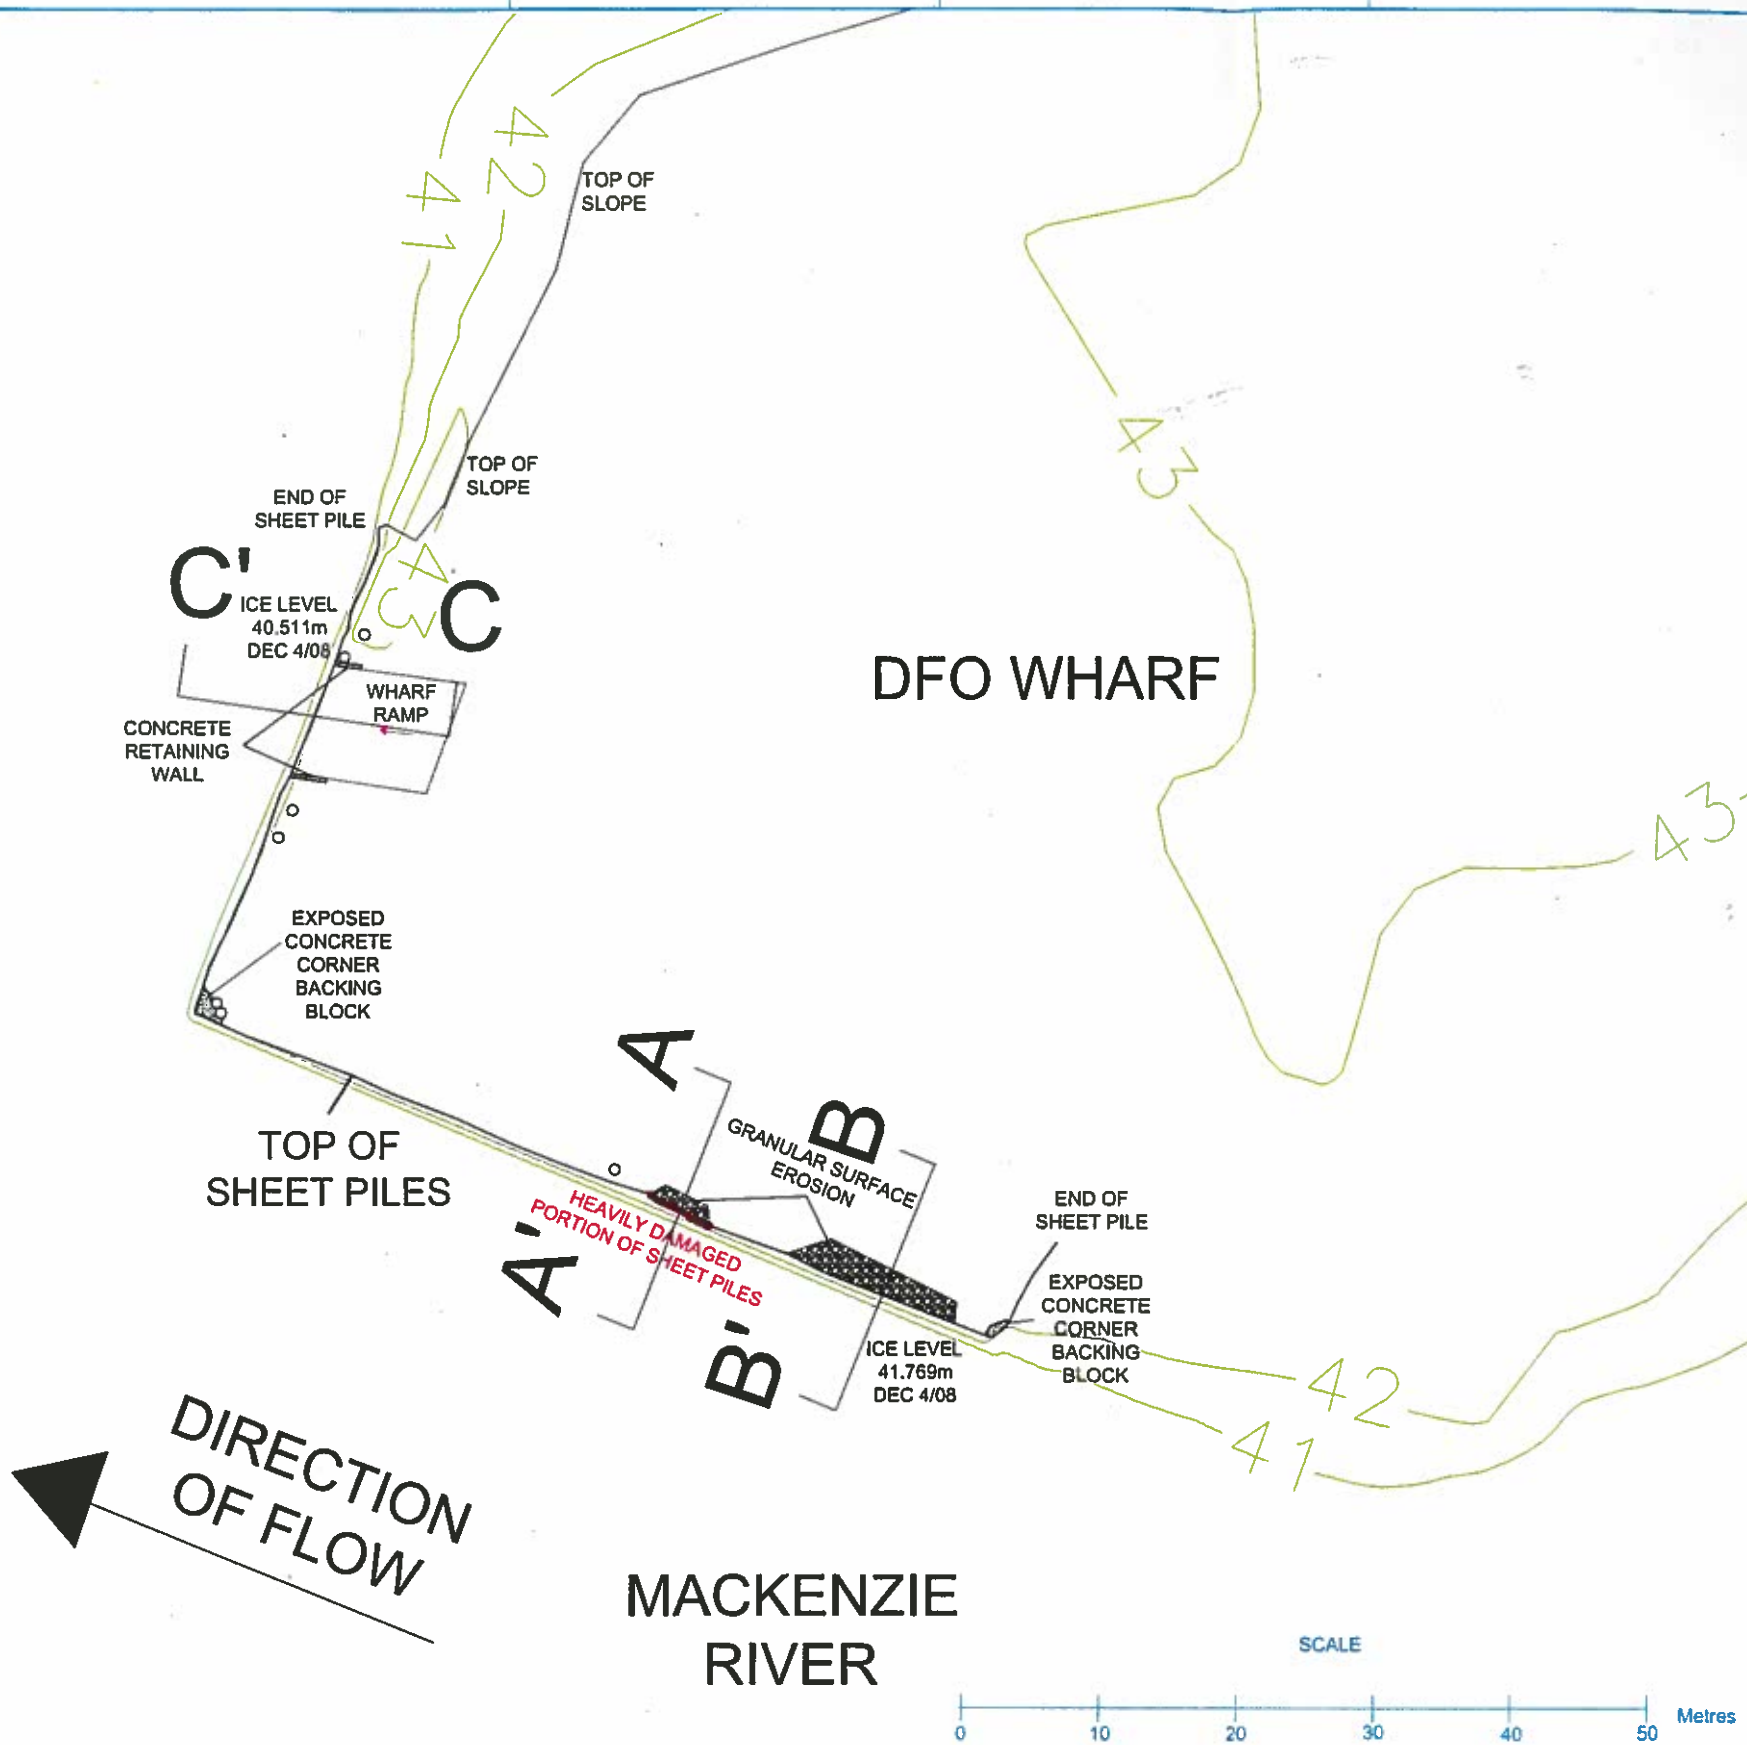 42
41
TOP OF
SLOPE
43
TOP OF
SLOPE
END OF
SHEET PILE
C'
ICE LEVEL
40.511m
DEC 4/08
43
C
DFO WHARF
WHARF
RAMP
CONCRETE
RETAINING
WALL
43
EXPOSED
CONCRETE
CORNER
BACKING
BLOCK
A
B
GRANULAR SURFACE
EROSION
TOP OF
SHEET PILES
HEAVILY DAMAGED
PORTION OF SHEET PILES
A'
B'
END OF
SHEET PILE
EXPOSED
CONCRETE
CORNER
BACKING
BLOCK
ICE LEVEL
41.769m
DEC 4/08
42
41
DIRECTION
OF FLOW
MACKENZIE
RIVER
SCALE
0 10 20 30 40 50 Metres